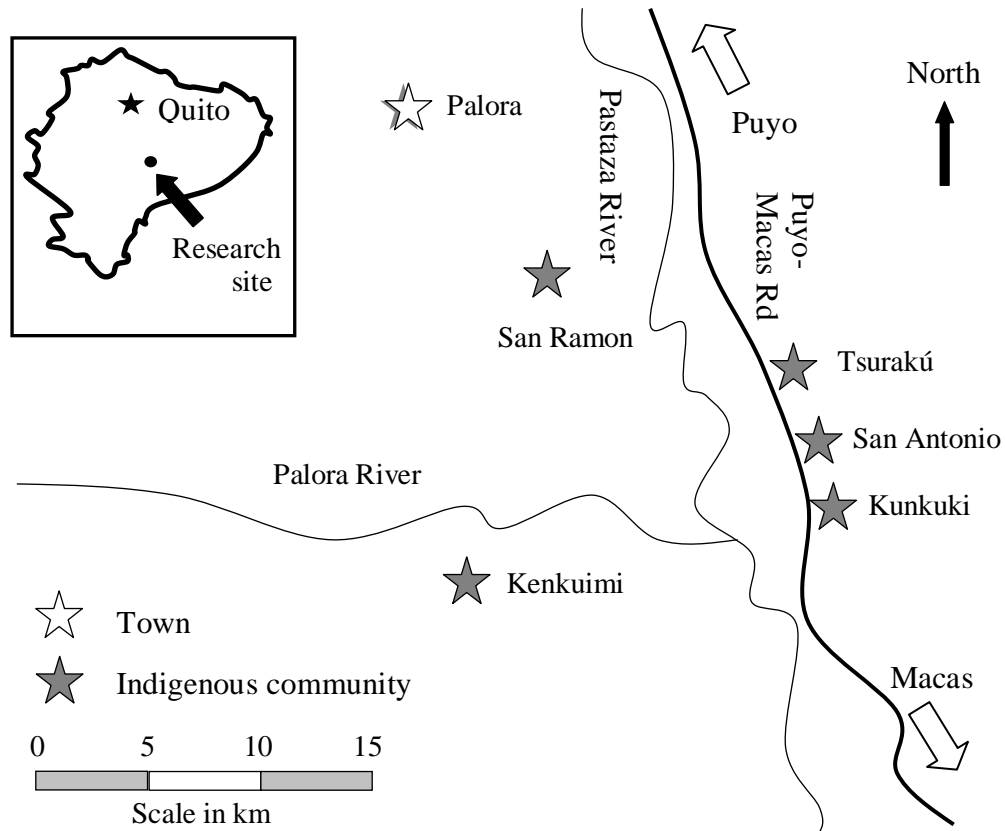 Quito
Research
site
Palora
Pastaza River
Puyo
North
Puyo-
Macas Rd
San Ramon
Tsurakú
San Antonio
Kunkuki
Palora River
Kenkuimi
Town
Indigenous community
Macas
0 5 10 15
Scale in km